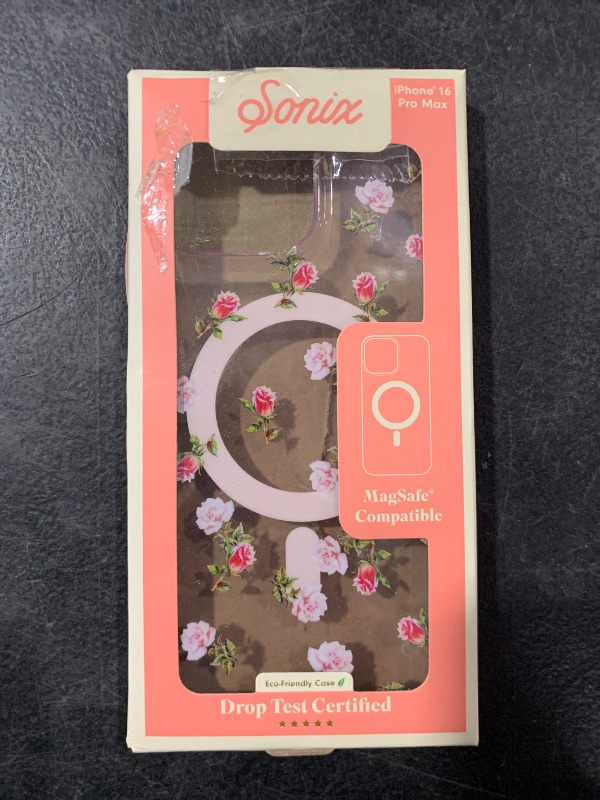 Sonix
iPhone® 16
Pro Max
MagSafe®
Compatible
Eco-Friendly Case
Drop Test Certified